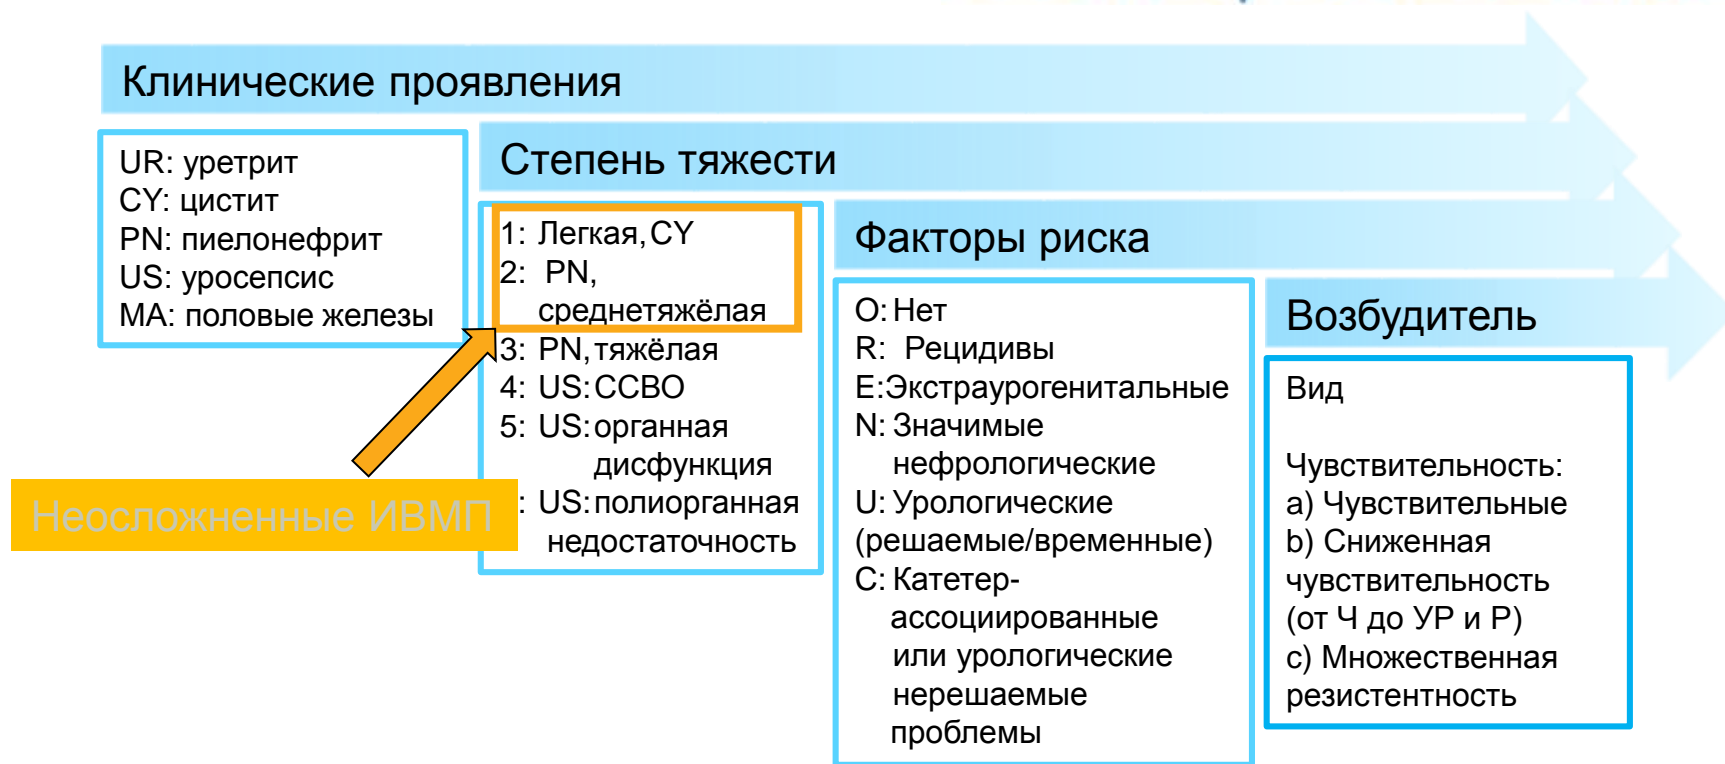 Клинические проявления
UR: уретрит
CY: цистит
PN: пиелонефрит
US: уросепсис
MA: половые железы
Степень тяжести
1: Легкая, CY
2: PN,
среднетяжёлая
3: PN, тяжёлая
4: US: ССВО
5: US: органная
дисфункция
: US: полиорганная
недостаточность
Неосложненные ИВМП
Факторы риска
O: Нет
R: Рецидивы
E:Экстраурогенитальные
N: Значимые
нефрологические
U: Урологические
(решаемые/временные)
C: Катетер-
ассоциированные
или урологические
нерешаемые
проблемы
Возбудитель
Вид
Чувствительность:
a) Чувствительные
b) Сниженная
чувствительность
(от Ч до УР и Р)
c) Множественная
резистентность